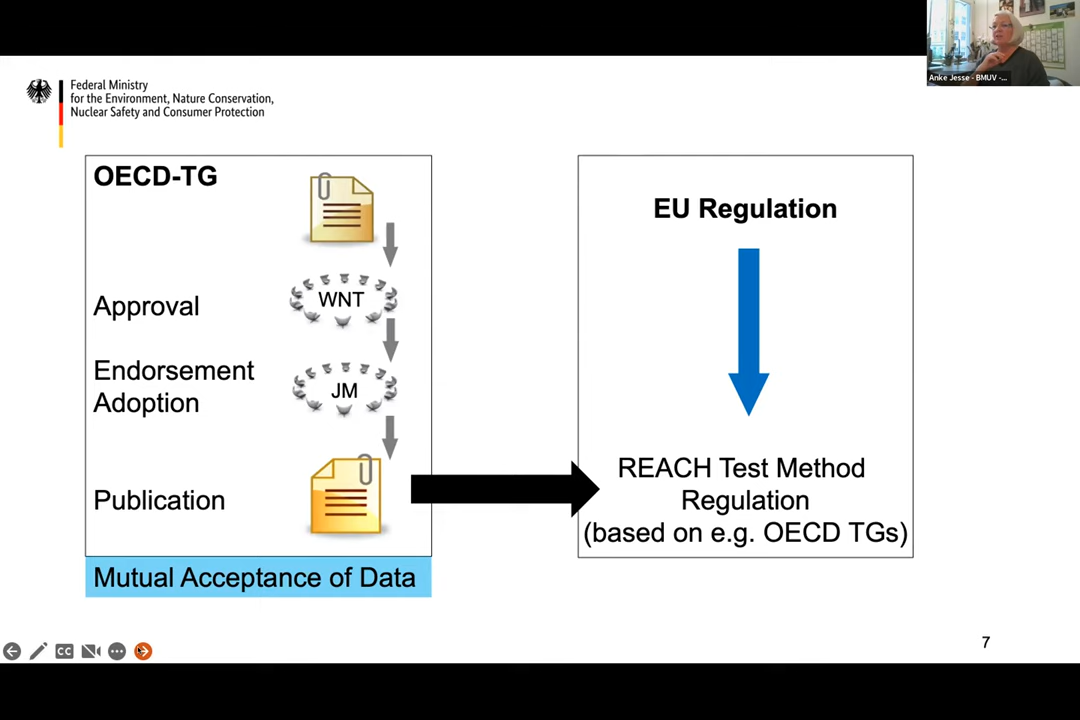 Anke Jesse - BMUV -...
Federal Ministry
for the Environment, Nature Conservation,
Nuclear Safety and Consumer Protection
OECD-TG
Approval
WNT
Endorsement
Adoption
JM
Publication
Mutual Acceptance of Data
EU Regulation
REACH Test Method
Regulation
(based on e.g. OECD TGs)
7
CC